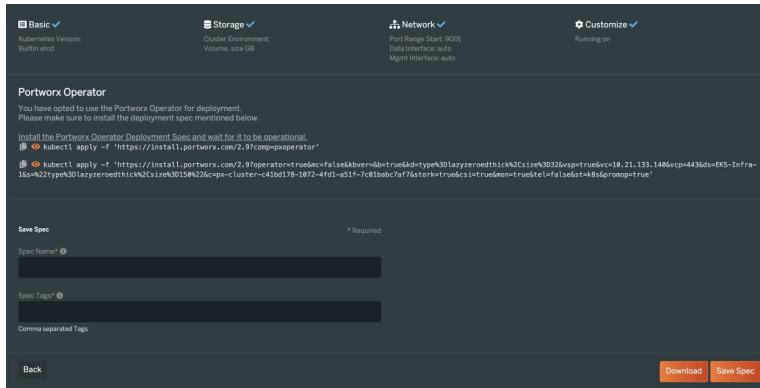 Basic
Storage
Network
Customize
Kubernetes Version:
Builtin etcd
Cluster Environment:
Volume, size GB
Port Range Start: 9001
Data Interface: auto
Mgmt Interface: auto
Running on
Portworx Operator
You have opted to use the Portworx Operator for deployment.
Please make sure to install the deployment spec mentioned below.
Install the Portworx Operator Deployment Spec and wait for it to be operational.
kubectl apply -f 'https://install.portworx.com/2.9?comp=pxoperator'
kubectl apply -f 'https://install.portworx.com/2.9?operator=true&mc=false&kbver=&b=true&kd=type%3Dlazyzeroedthick%2Csize%3D32&vsp=true&vc=10.21.133.140&vcp=443&ds=EKS-Infra-
1&s=%22type%3Dlazyzeroedthick%2Csize%3D150%22&c=px-cluster-c41bd178-1072-4fd1-a51f-7c01babc7af7&stork=true&csi=true&mon=true&tel=false&st=k8s&promop=true'
Save Spec
* Required
Spec Name*
Spec Tags*
Comma separated Tags
Back
Download
Save Spec